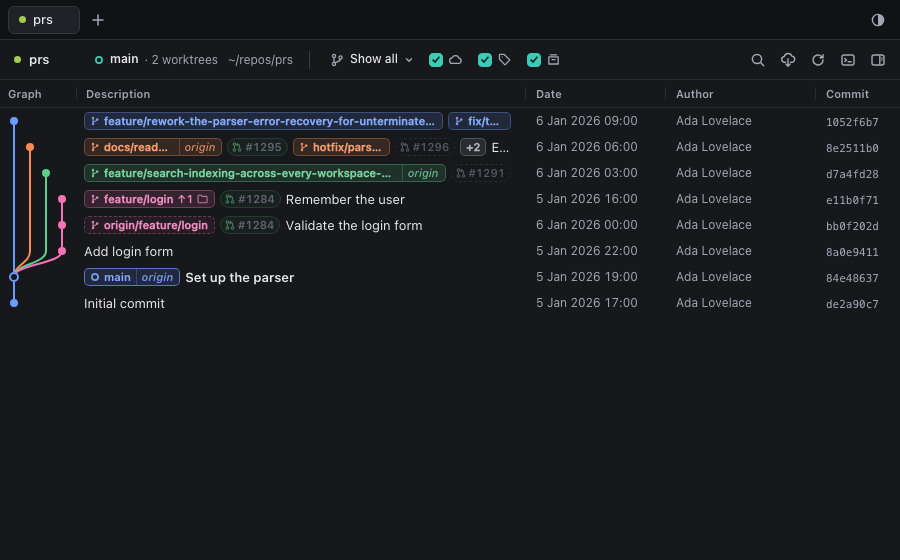 prs
prs main · 2 worktrees ~/repos/prs Show all
Graph Description Date Author Commit
feature/rework-the-parser-error-recovery-for-unterminate... fix/t... 6 Jan 2026 09:00 Ada Lovelace 1052f6b7
docs/read... origin #1295 hotfix/pars... #1296 +2 E... 6 Jan 2026 06:00 Ada Lovelace 8e2511b0
feature/search-indexing-across-every-workspace-... origin #1291 6 Jan 2026 03:00 Ada Lovelace d7a4fd28
feature/login ↑1 #1284 Remember the user 5 Jan 2026 16:00 Ada Lovelace e11b0f71
origin/feature/login #1284 Validate the login form 6 Jan 2026 00:00 Ada Lovelace bb0f202d
Add login form 5 Jan 2026 22:00 Ada Lovelace 8a0e9411
main origin Set up the parser 5 Jan 2026 19:00 Ada Lovelace 84e48637
Initial commit 5 Jan 2026 17:00 Ada Lovelace de2a90c7